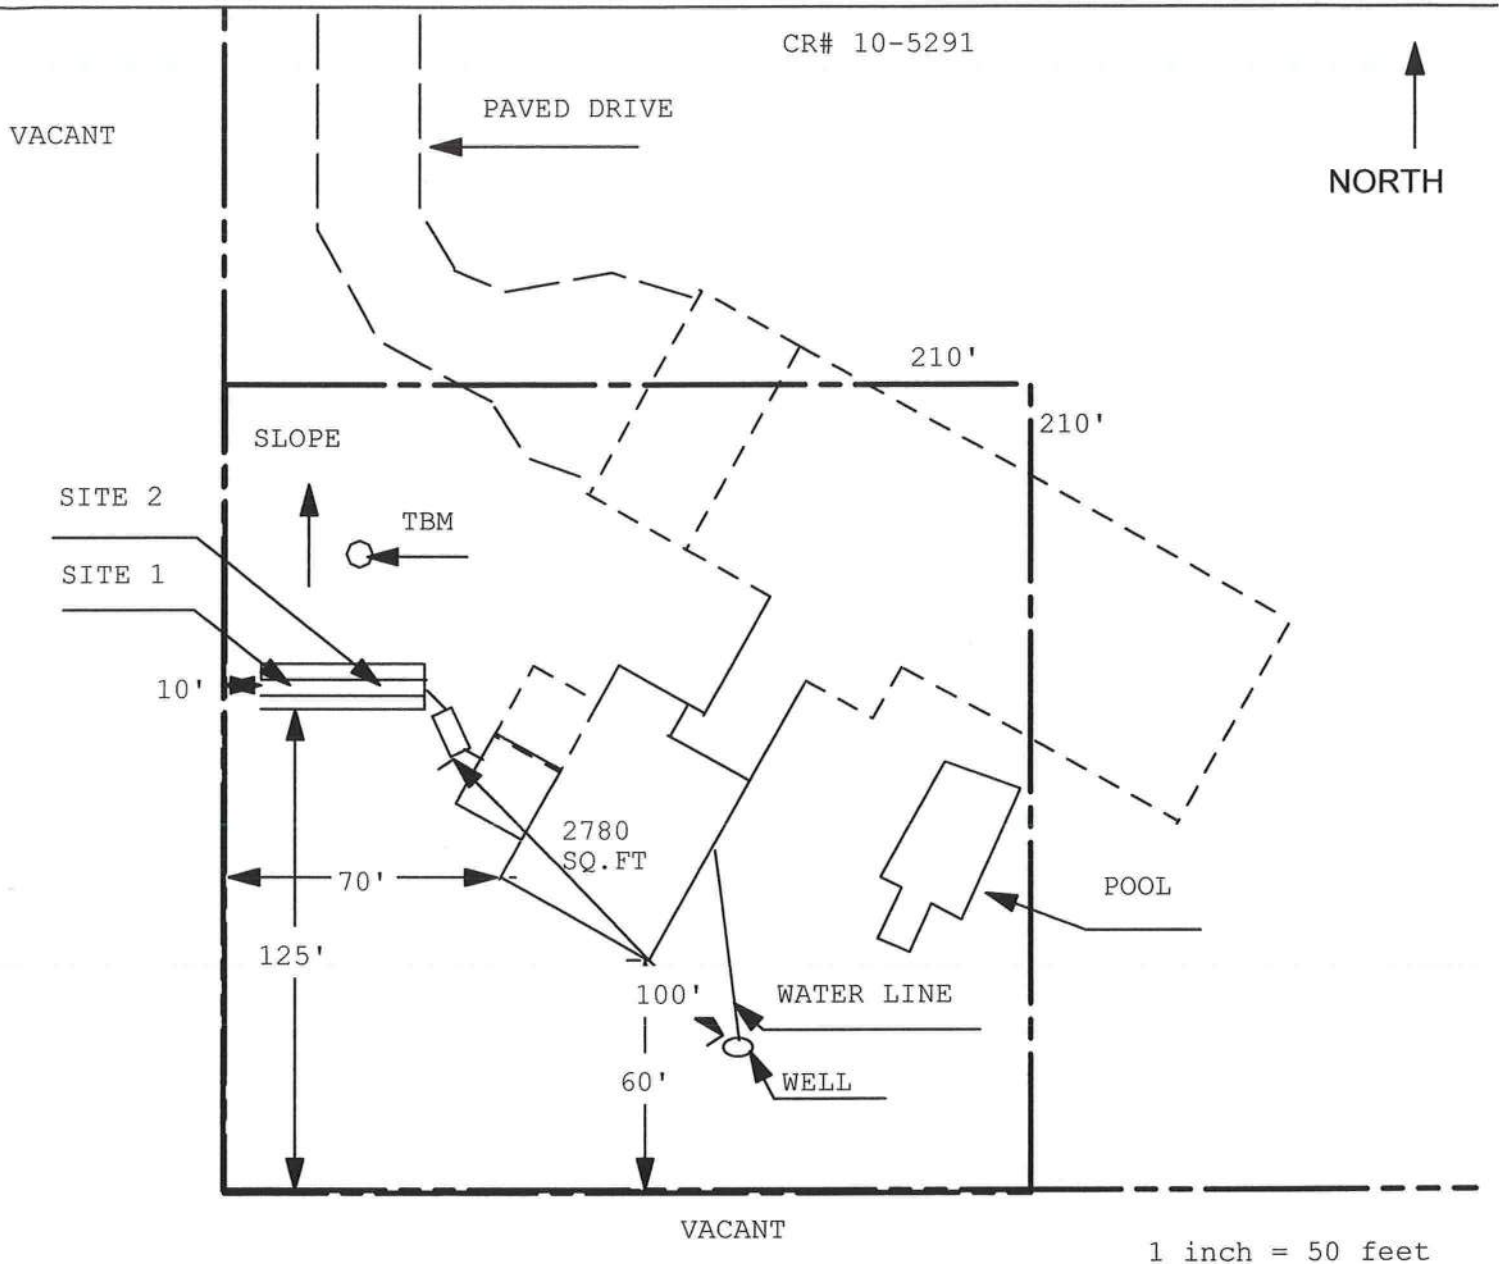 CR# 10-5291
PAVED DRIVE
VACANT
NORTH
210'
210'
SLOPE
SITE 2
TBM
SITE 1
10'
2780
SQ.FT
70'
POOL
125'
100'
WATER LINE
60'
WELL
VACANT
1 inch = 50 feet